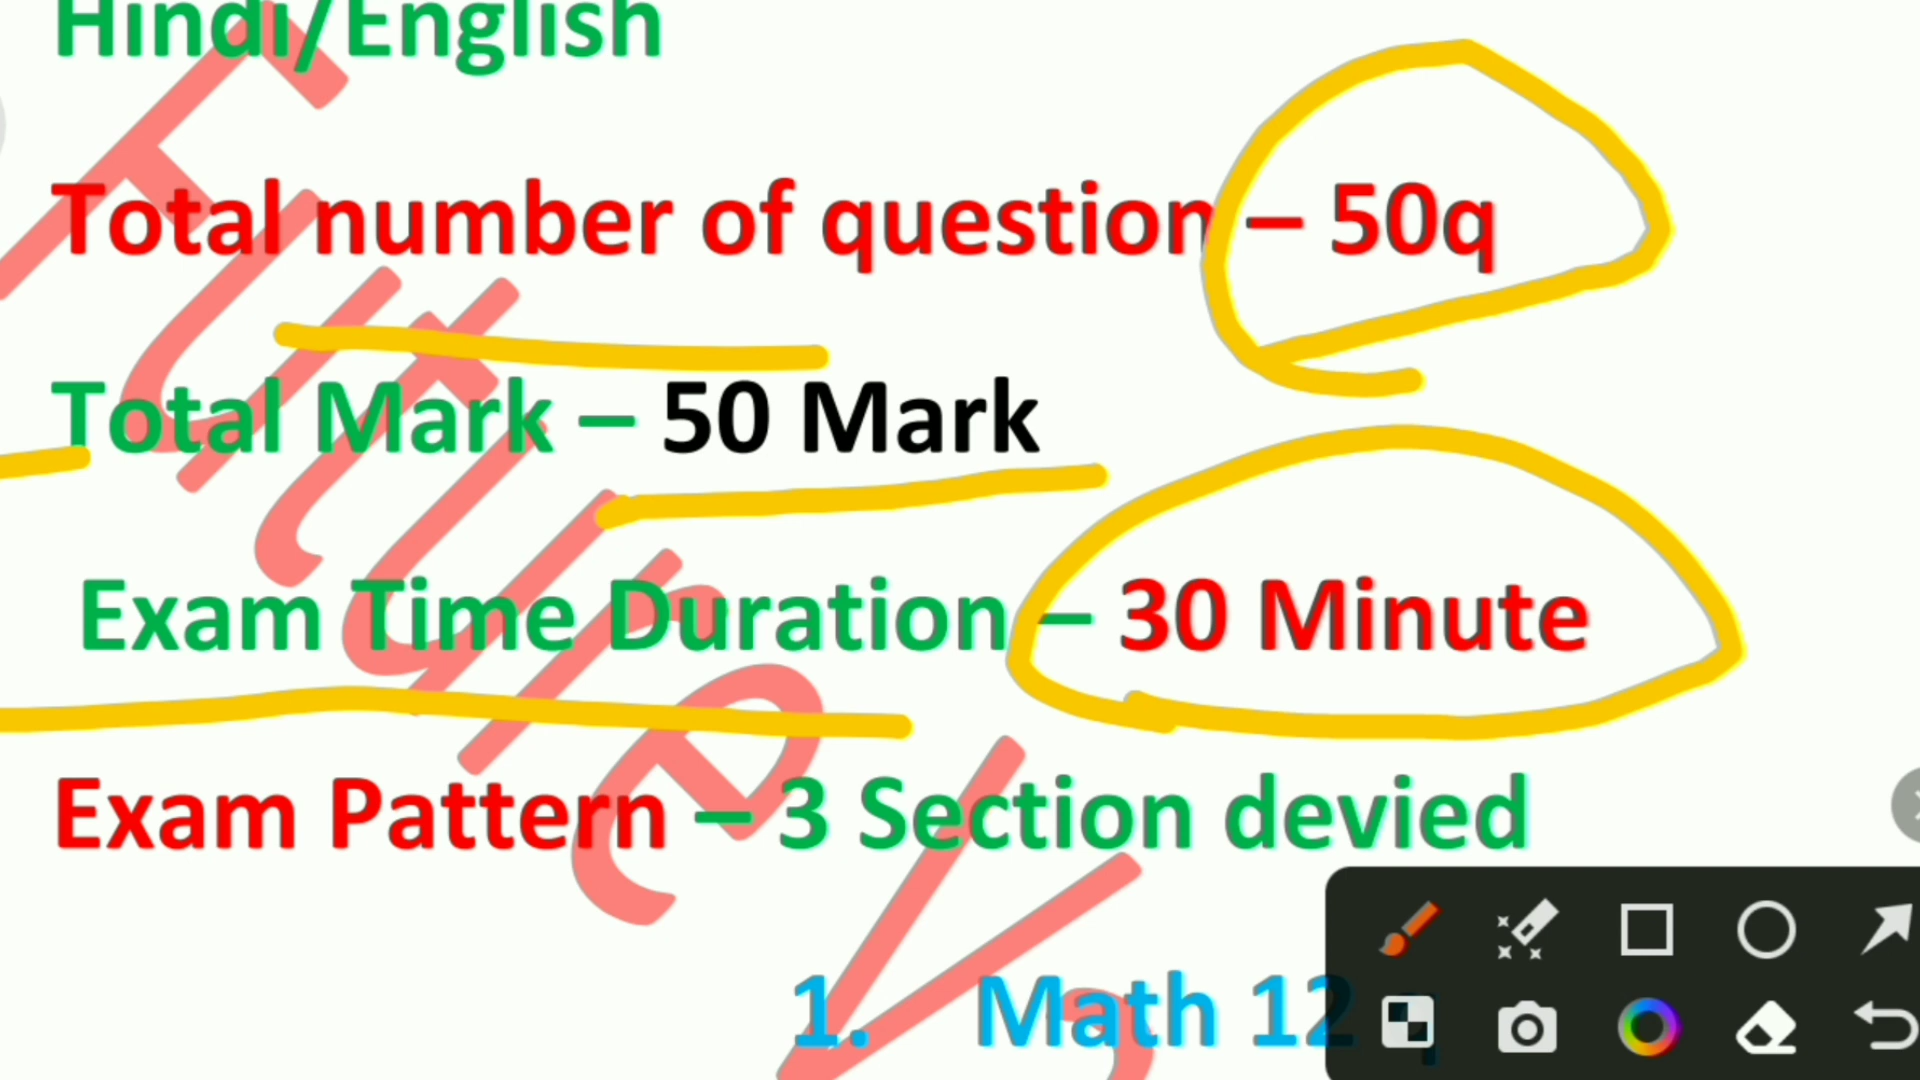 Hindi/English
Total number of question – 50q
Total Mark – 50 Mark
Exam Time Duration – 30 Minute
Exam Pattern – 3 Section devied
1. Math 12
Future V